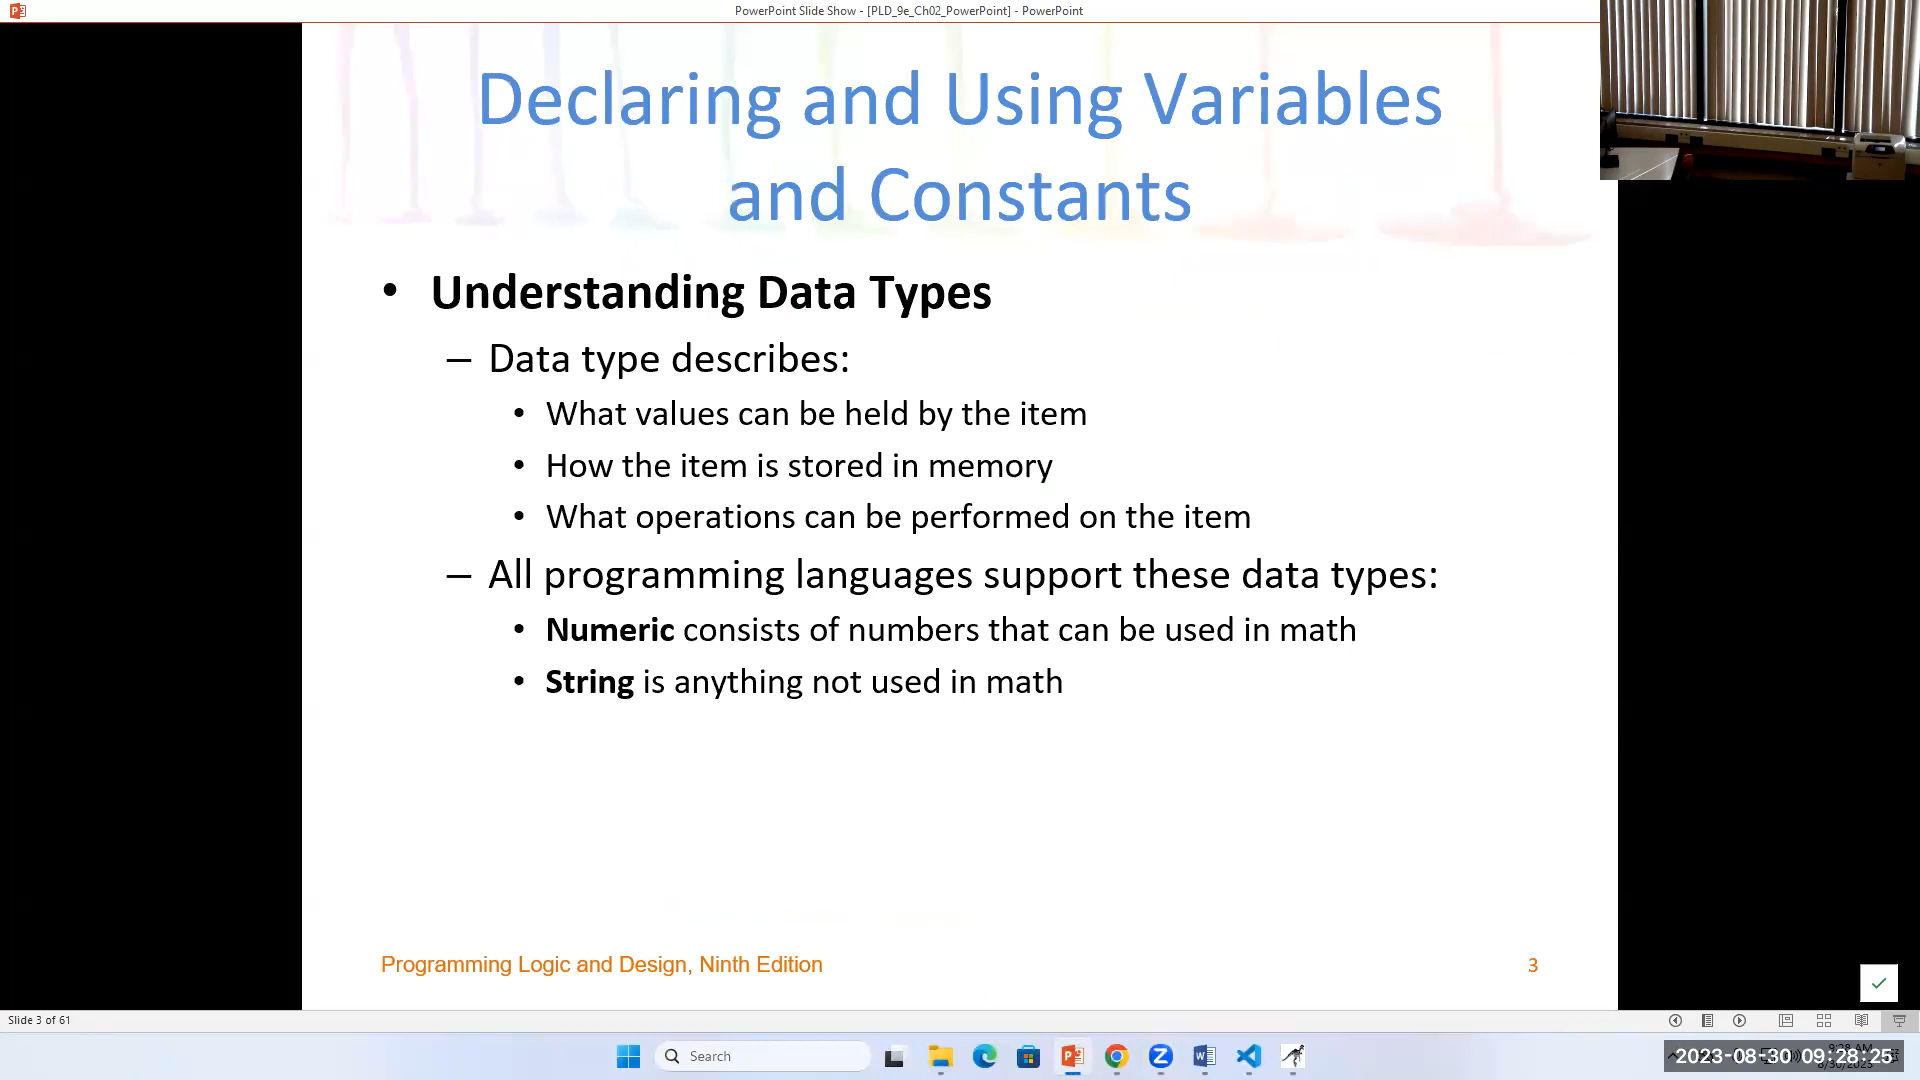 PowerPoint Slide Show - [PLD_9e_Ch02_PowerPoint] - PowerPoint
Declaring and Using Variables
and Constants
• Understanding Data Types
– Data type describes:
• What values can be held by the item
• How the item is stored in memory
• What operations can be performed on the item
– All programming languages support these data types:
• Numeric consists of numbers that can be used in math
• String is anything not used in math
Programming Logic and Design, Ninth Edition
3
Slide 3 of 61
Search
2023-08-30 09:28:25